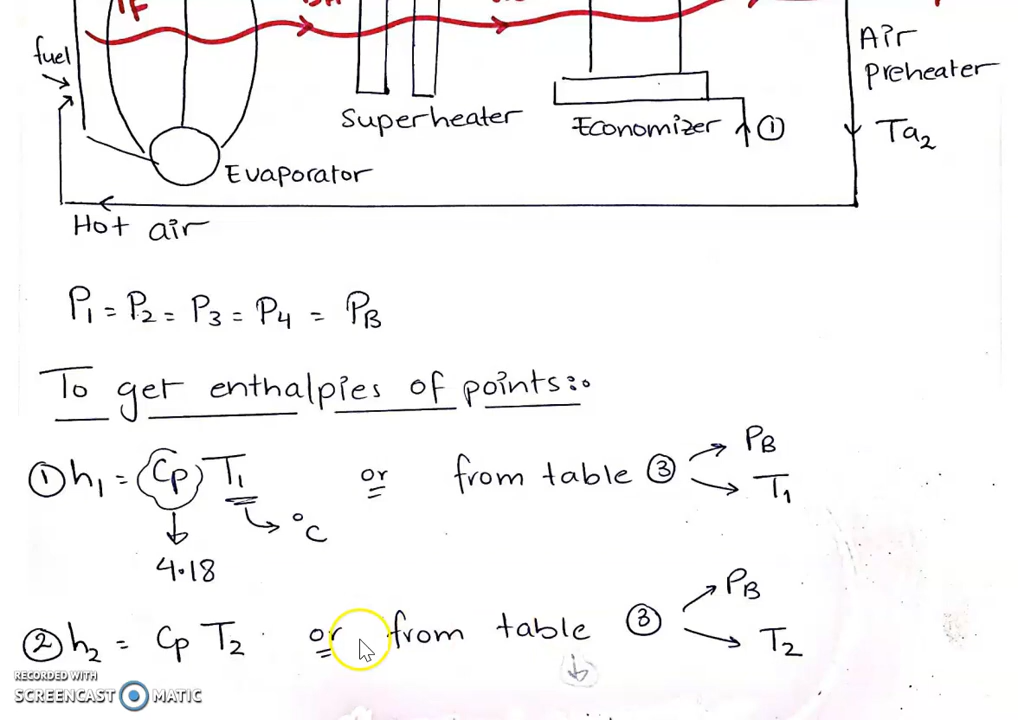 TF
fuel
Air
Preheater
Superheater
Economizer ①
Ta₂
Evaporator
Hot air
P₁ = P₂ = P₃ = P₄ = PB
To get enthalpies of points:
① h₁ = Cp T₁ or from table ③ PB
T₁
°C
4.18
② h₂ = Cp T₂ or from table ③ PB
T₂
RECORDED WITH
SCREENCAST MATIC